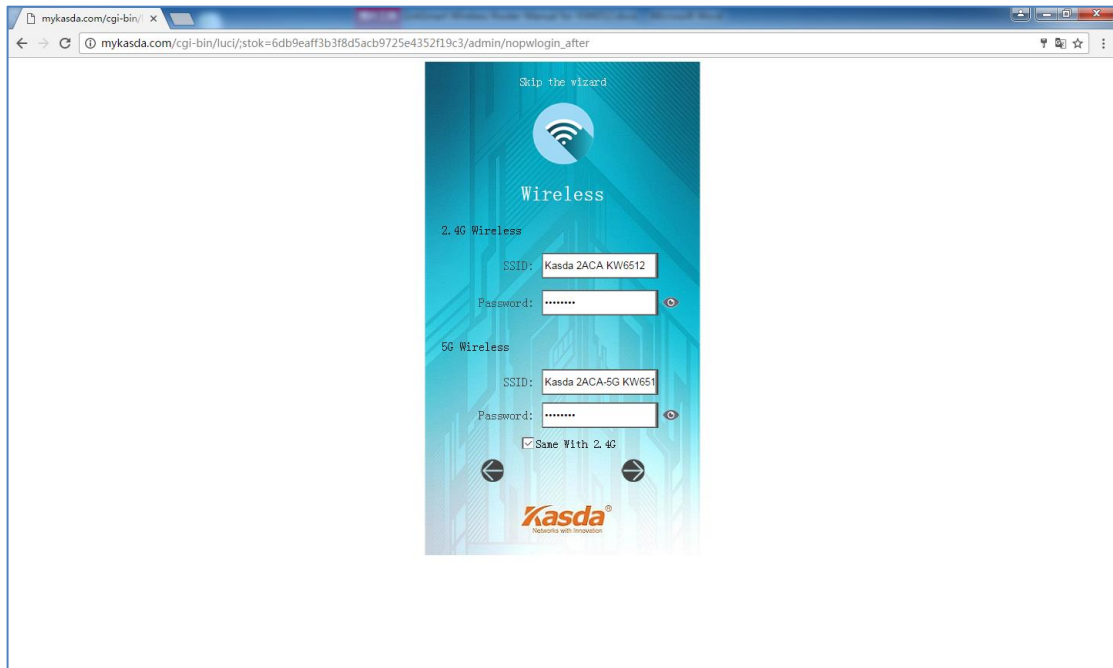 mykasda.com/cgi-bin/
mykasda.com/cgi-bin/luci/;stok=6db9eaff3b3f8d5acb9725e4352f19c3/admin/nopwlogin_after
Skip the wizard
Wireless
2.4G Wireless
SSID: Kasda 2ACA KW6512
Password: ••••••••
5G Wireless
SSID: Kasda 2ACA-5G KW651
Password: ••••••••
Same With 2.4G
Kasda®
Networks with Innovation